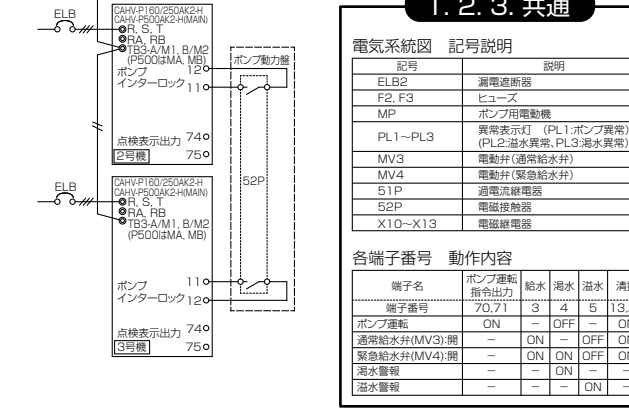 ELB
CAHV-P160/250AK2-H
CAHV-P500AK2-H(MAIN)
R, S, T
RA, RB
TB3-A/M1, B/M2
(P500はMA, MB)
ポンプ
インターロック
12
11
点検表示出力 74
2号機 75
ポンプ動力盤
52P
ELB
CAHV-P160/250AK2-H
CAHV-P500AK2-H(MAIN)
R, S, T
RA, RB
TB3-A/M1, B/M2
(P500はMA, MB)
ポンプ
インターロック
11
12
点検表示出力 74
3号機 75
1. 2. 3. 共通
電気系統図 記号説明
記号 説明
ELB2 漏電遮断器
F2, F3 ヒューズ
MP ポンプ用電動機
PL1～PL3 異常表示灯 (PL1:ポンプ異常)
(PL2:溢水異常、PL3:渇水異常)
MV3 電動弁(通常給水弁)
MV4 電動弁(緊急給水弁)
51P 過電流継電器
52P 電磁接触器
X10～X13 電磁継電器
各端子番号 動作内容
端子名 ポンプ運転指令出力 給水 渇水 溢水
端子番号 70,71 3 4 5 13,
ポンプ運転 ON － OFF －
通常給水弁(MV3):開 － ON － OFF
緊急給水弁(MV4):開 － ON ON OFF
渇水警報 － － ON － －
溢水警報 － － － ON －